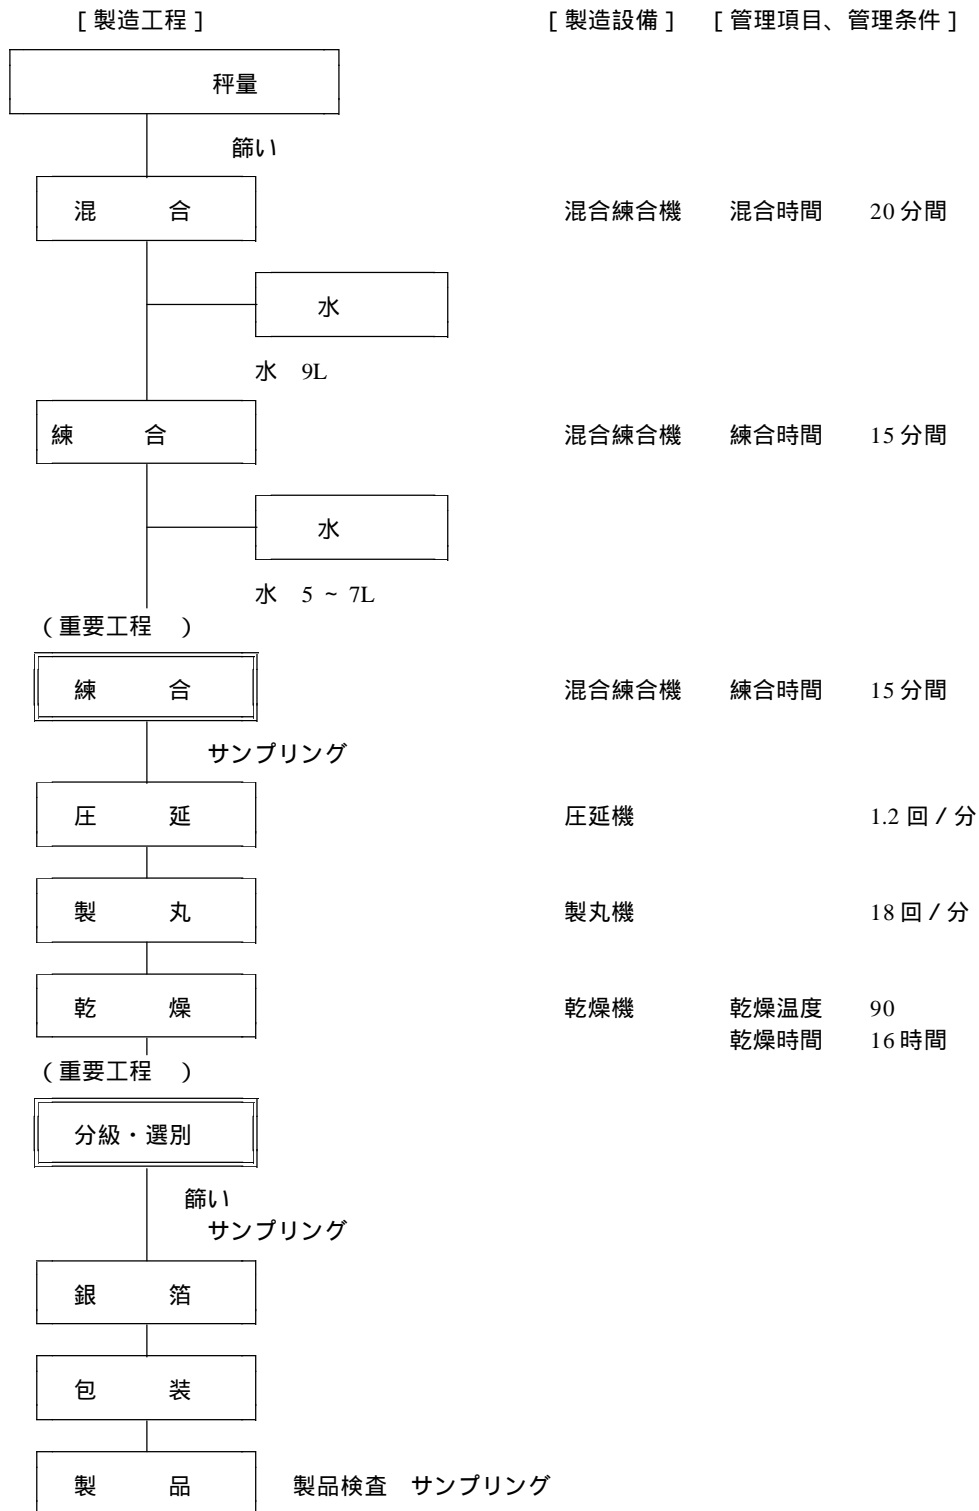 [ 製造工程 ] [ 製造設備 ] [ 管理項目、管理条件 ]
秤量
篩い
混 合 混合練合機 混合時間 20 分間
水
水 9L
練 合 混合練合機 練合時間 15 分間
水
水 5 ~ 7L
( 重要工程 )
練 合 混合練合機 練合時間 15 分間
サンプリング
圧 延 圧延機 1.2 回 / 分
製 丸 製丸機 18 回 / 分
乾 燥 乾燥機 乾燥温度 90
乾燥時間 16 時間
( 重要工程 )
分級・選別
篩い
サンプリング
銀 箔
包 装
製 品 製品検査 サンプリング